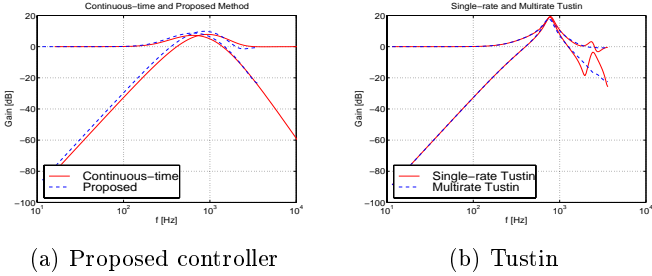 Continuous-time and Proposed Method
20
0
−20
−40
−60
−80
−100
Gain [dB]
10^1
10^2
10^3
10^4
f [Hz]
Continuous-time
Proposed
(a) Proposed controller
Single-rate and Multirate Tustin
20
0
−20
−40
−60
−80
−100
Gain [dB]
10^1
10^2
10^3
10^4
f [Hz]
Single-rate Tustin
Multirate Tustin
(b) Tustin